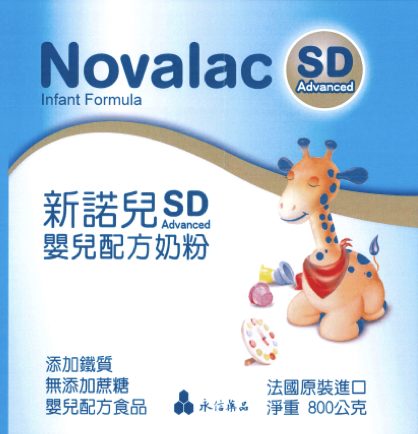 Novalac SD
Advanced
Infant Formula
新諾兒SD
Advanced
嬰兒配方奶粉
添加鐵質
無添加蔗糖
嬰兒配方食品
永信藥品
法國原裝進口
淨重 800公克